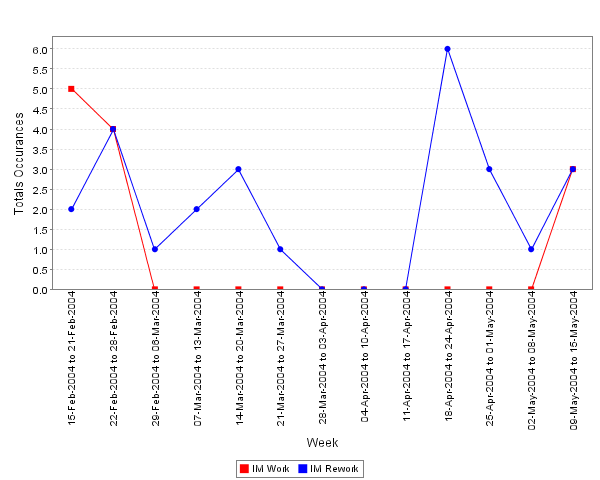 Totals Occurances
6.0
5.5
5.0
4.5
4.0
3.5
3.0
2.5
2.0
1.5
1.0
0.5
0.0
15-Feb-2004 to 21-Feb-2004
22-Feb-2004 to 28-Feb-2004
29-Feb-2004 to 06-Mar-2004
07-Mar-2004 to 13-Mar-2004
14-Mar-2004 to 20-Mar-2004
21-Mar-2004 to 27-Mar-2004
28-Mar-2004 to 03-Apr-2004
04-Apr-2004 to 10-Apr-2004
11-Apr-2004 to 17-Apr-2004
18-Apr-2004 to 24-Apr-2004
25-Apr-2004 to 01-May-2004
02-May-2004 to 08-May-2004
09-May-2004 to 15-May-2004
Week
IM Work IM Rework